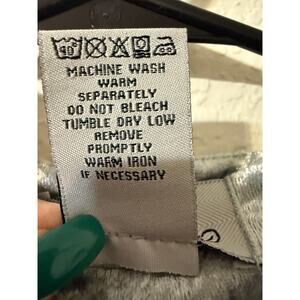 MACHINE WASH
WARM
SEPARATELY
DO NOT BLEACH
TUMBLE DRY LOW
REMOVE
PROMPTLY
WARM IRON
IF NECESSARY